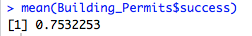 > mean(Building_Permits$success)
[1] 0.7532253